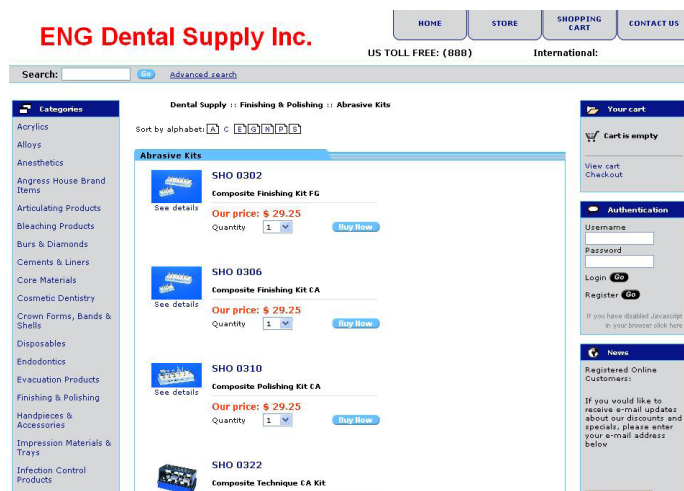 ENG Dental Supply Inc.
HOME
STORE
SHOPPING
CART
CONTACT US
US TOLL FREE: (888)
International:
Search:
Go
Advanced search
Categories
Acrylics
Alloys
Anesthetics
Angress House Brand
Items
Articulating Products
Bleaching Products
Burs & Diamonds
Cements & Liners
Core Materials
Cosmetic Dentistry
Crown Forms, Bands &
Shells
Disposables
Endodontics
Evacuation Products
Finishing & Polishing
Handpieces &
Accessories
Impression Materials &
Trays
Infection Control
Products
Dental Supply :: Finishing & Polishing :: Abrasive Kits
Sort by alphabet: A C E G N P S
Abrasive Kits
SHO 0302
Composite Finishing Kit FG
See details
Our price: $ 29.25
Quantity 1 Buy Now
SHO 0306
Composite Finishing Kit CA
See details
Our price: $ 29.25
Quantity 1 Buy Now
SHO 0310
Composite Polishing Kit CA
See details
Our price: $ 29.25
Quantity 1 Buy Now
SHO 0322
Composite Technique CA Kit
Your cart
Cart is empty
View cart
Checkout
Authentication
Username
Password
Login Go
Register Go
If you have disabled Javascript
in your browser click here
News
Registered Online
Customers:
If you would like to
receive e-mail updates
about our discounts and
specials, please enter
your e-mail address
below